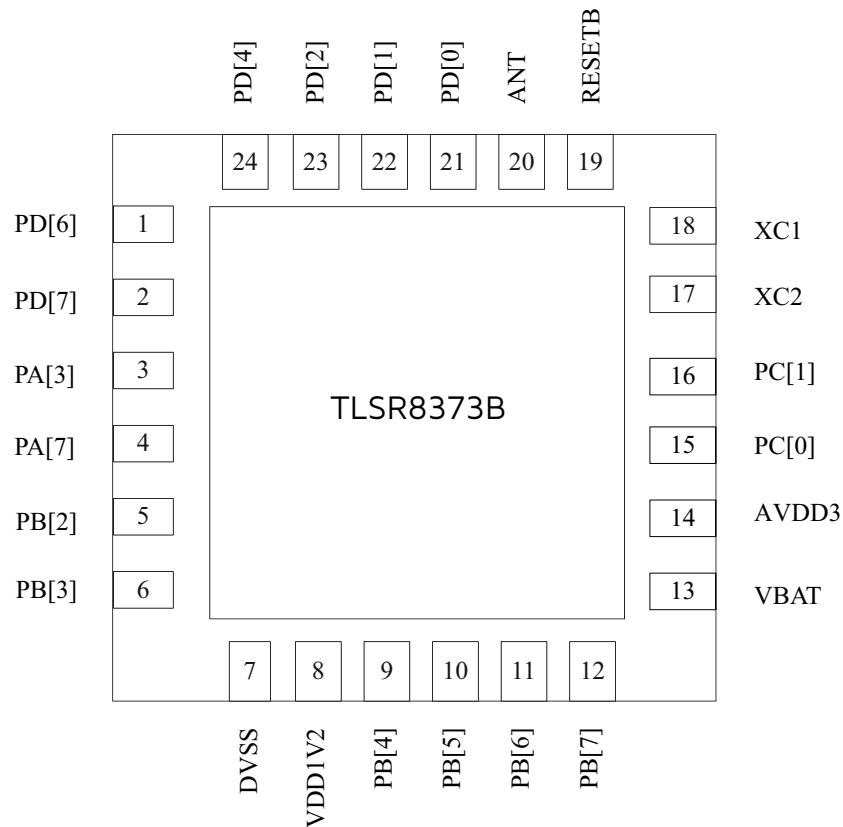 PD[4] PD[2] PD[1] PD[0] ANT RESETB
24 23 22 21 20 19
PD[6] 1 18 XC1
PD[7] 2 17 XC2
PA[3] 3 16 PC[1]
TLSR8373B
PA[7] 4 15 PC[0]
PB[2] 5 14 AVDD3
PB[3] 6 13 VBAT
7 8 9 10 11 12
DVSS VDD1V2 PB[4] PB[5] PB[6] PB[7]